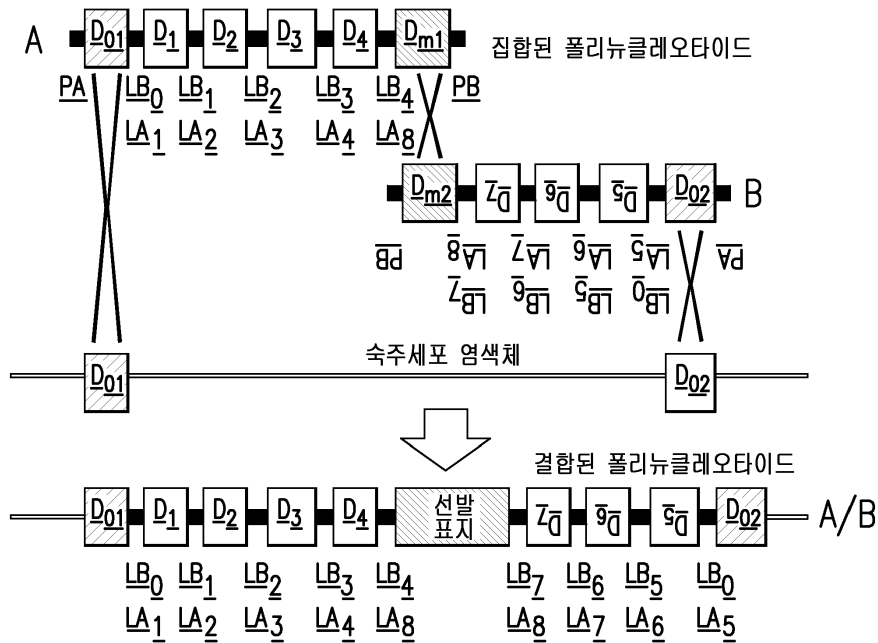 A D01 D1 D2 D3 D4 Dm1 집합된 폴리뉴클레오타이드
PA LB0 LB1 LB2 LB3 LB4 PB
LA1 LA2 LA3 LA4 LA8
Dm2 D7 D6 D5 D02 B
PB LA8 LA7 LA6 LA5 PA
LB7 LB6 LB5 LB0
숙주세포 염색체
D01 D02
결합된 폴리뉴클레오타이드
D01 D1 D2 D3 D4 선발 D7 D6 D5 D02 A/B
표지
LB0 LB1 LB2 LB3 LB4 LB7 LB6 LB5 LB0
LA1 LA2 LA3 LA4 LA8 LA8 LA7 LA6 LA5